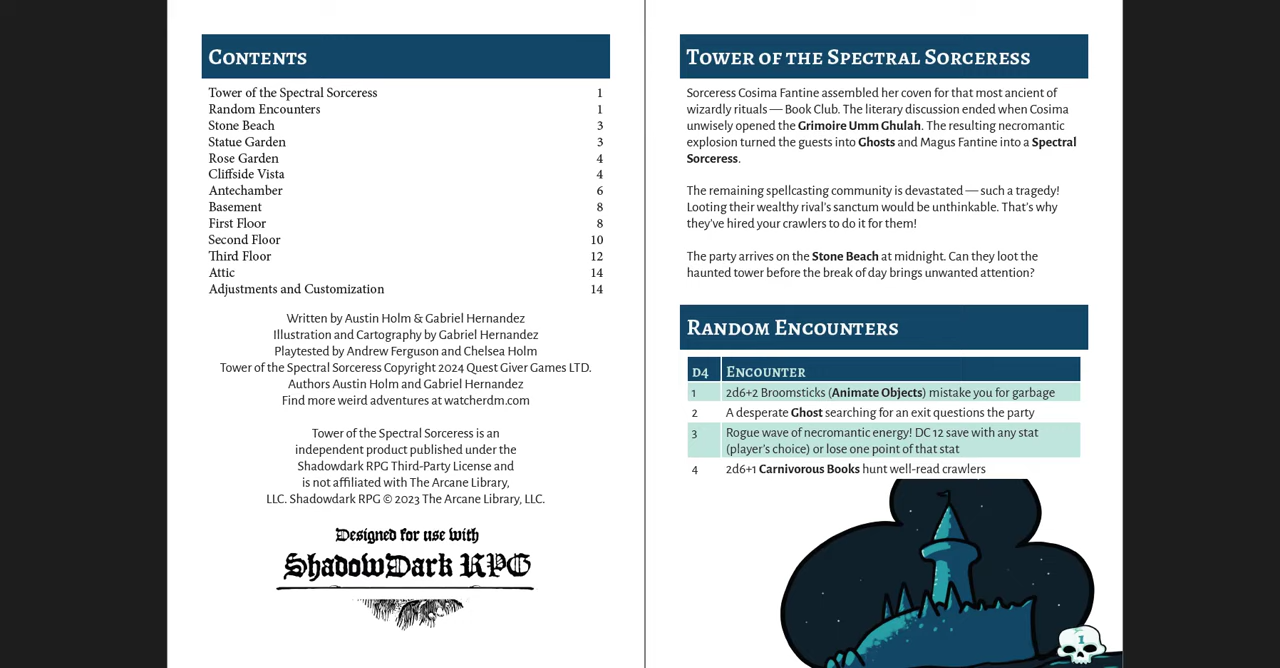 Contents
Tower of the Spectral Sorceress 1
Random Encounters 1
Stone Beach 3
Statue Garden 3
Rose Garden 4
Cliffside Vista 4
Antechamber 6
Basement 8
First Floor 8
Second Floor 10
Third Floor 12
Attic 14
Adjustments and Customization 14
Written by Austin Holm & Gabriel Hernandez
Illustration and Cartography by Gabriel Hernandez
Playtested by Andrew Ferguson and Chelsea Holm
Tower of the Spectral Sorceress Copyright 2024 Quest Giver Games LTD.
Authors Austin Holm and Gabriel Hernandez
Find more weird adventures at watcherdm.com
Tower of the Spectral Sorceress is an
independent product published under the
Shadowdark RPG Third-Party License and
is not affiliated with The Arcane Library,
LLC. Shadowdark RPG © 2023 The Arcane Library, LLC.
Designed for use with
ShadowDark RPG
Tower of the Spectral Sorceress
Sorceress Cosima Fantine assembled her coven for that most ancient of
wizardly rituals — Book Club. The literary discussion ended when Cosima
unwisely opened the Grimoire Umm Ghulah. The resulting necromantic
explosion turned the guests into Ghosts and Magus Fantine into a Spectral
Sorceress.
The remaining spellcasting community is devastated — such a tragedy!
Looting their wealthy rival's sanctum would be unthinkable. That's why
they've hired your crawlers to do it for them!
The party arrives on the Stone Beach at midnight. Can they loot the
haunted tower before the break of day brings unwanted attention?
Random Encounters
D4 Encounter
1 2d6+2 Broomsticks (Animate Objects) mistake you for garbage
2 A desperate Ghost searching for an exit questions the party
3 Rogue wave of necromantic energy! DC 12 save with any stat
(player's choice) or lose one point of that stat
4 2d6+1 Carnivorous Books hunt well-read crawlers
1